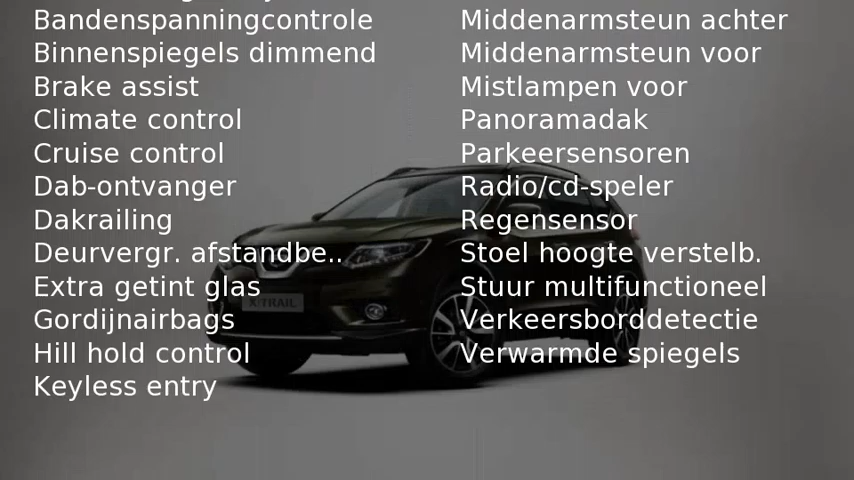 Bandenspanningcontrole
Binnenspiegels dimmend
Brake assist
Climate control
Cruise control
Dab-ontvanger
Dakrailing
Deurvergr. afstandbe..
Extra getint glas
Gordijnairbags
Hill hold control
Keyless entry
Middenarmsteun achter
Middenarmsteun voor
Mistlampen voor
Panoramadak
Parkeersensoren
Radio/cd-speler
Regensensor
Stoel hoogte verstelb.
Stuur multifunctioneel
Verkeersborddetectie
Verwarmde spiegels
X-TRAIL